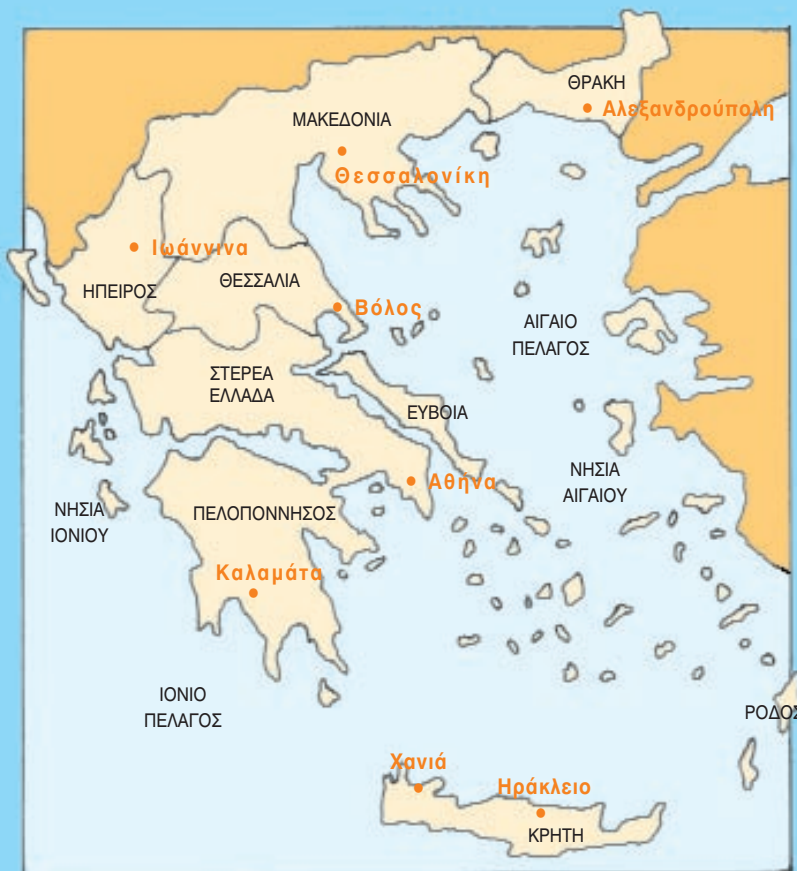 ΘΡΑΚΗ
Αλεξανδρούπολη
ΜΑΚΕΔΟΝΙΑ
Θεσσαλονίκη
Ιωάννινα
ΗΠΕΙΡΟΣ
ΘΕΣΣΑΛΙΑ
Βόλος
ΑΙΓΑΙΟ
ΠΕΛΑΓΟΣ
ΣΤΕΡΕΑ
ΕΛΛΑΔΑ
ΕΥΒΟΙΑ
ΝΗΣΙΑ
ΑΙΓΑΙΟΥ
Αθήνα
ΝΗΣΙΑ
ΙΟΝΙΟΥ
ΠΕΛΟΠΟΝΝΗΣΟΣ
Καλαμάτα
ΙΟΝΙΟ
ΠΕΛΑΓΟΣ
ΡΟΔΟΣ
Χανιά
Ηράκλειο
ΚΡΗΤΗ